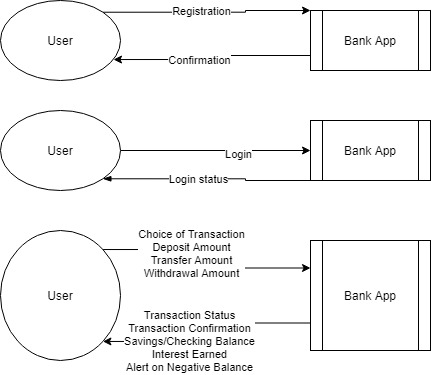 Registration
User
Bank App
Confirmation
User
Bank App
Login
Login status
Choice of Transaction
Deposit Amount
Transfer Amount
Withdrawal Amount
User
Bank App
Transaction Status
Transaction Confirmation
Savings/Checking Balance
Interest Earned
Alert on Negative Balance